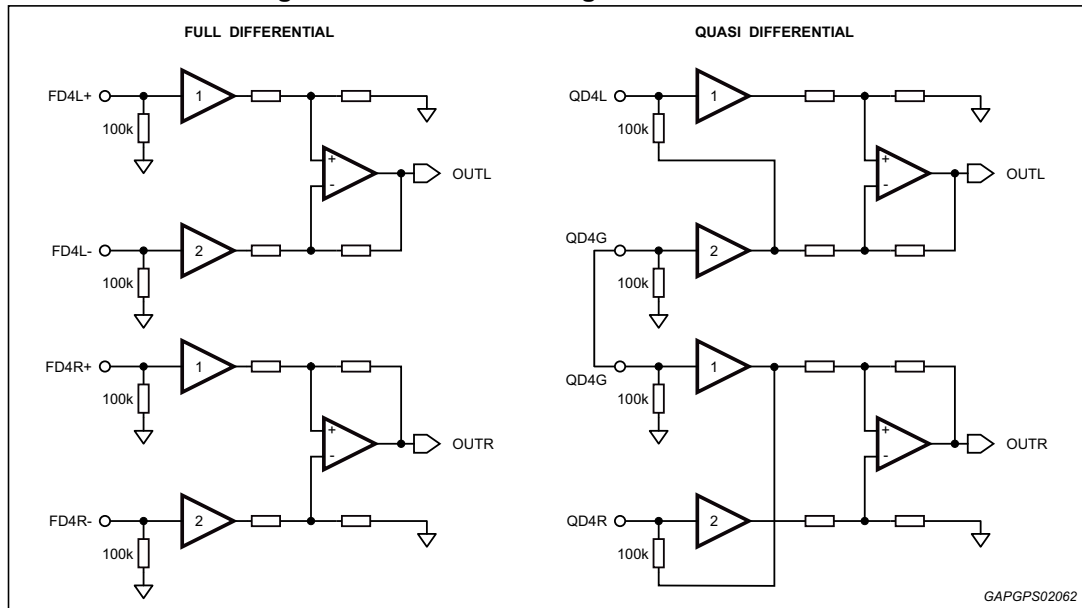 FULL DIFFERENTIAL
QUASI DIFFERENTIAL
FD4L+
1
100k
+
-
OUTL
FD4L-
2
100k
FD4R+
1
100k
+
-
OUTR
FD4R-
2
100k
QD4L
1
100k
+
-
OUTL
QD4G
2
100k
QD4G
1
100k
+
-
OUTR
QD4R
2
100k
GAPGPS02062